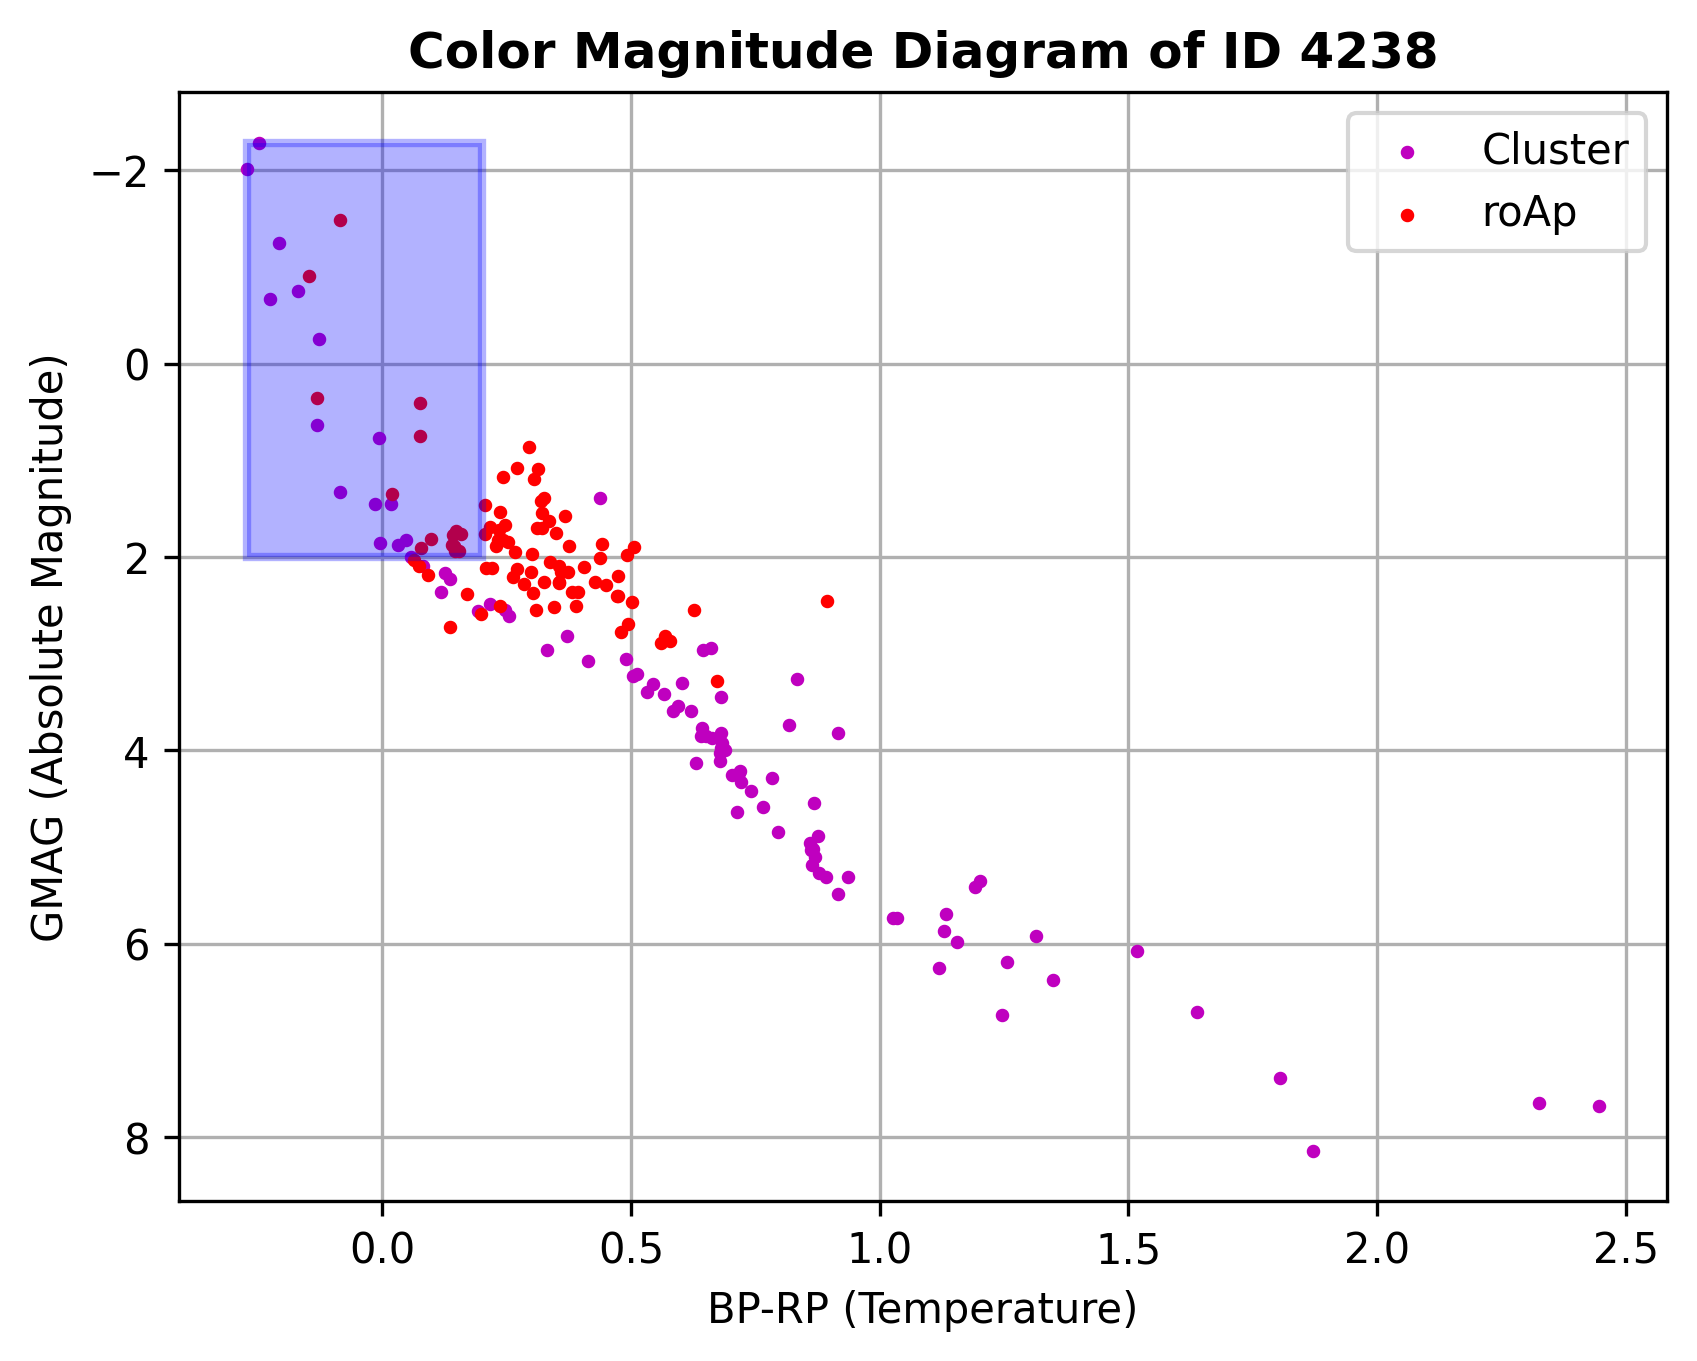 Color Magnitude Diagram of ID 4238
Cluster
roAp
−2
0
2
4
6
8
GMAG (Absolute Magnitude)
0.0 0.5 1.0 1.5 2.0 2.5
BP-RP (Temperature)